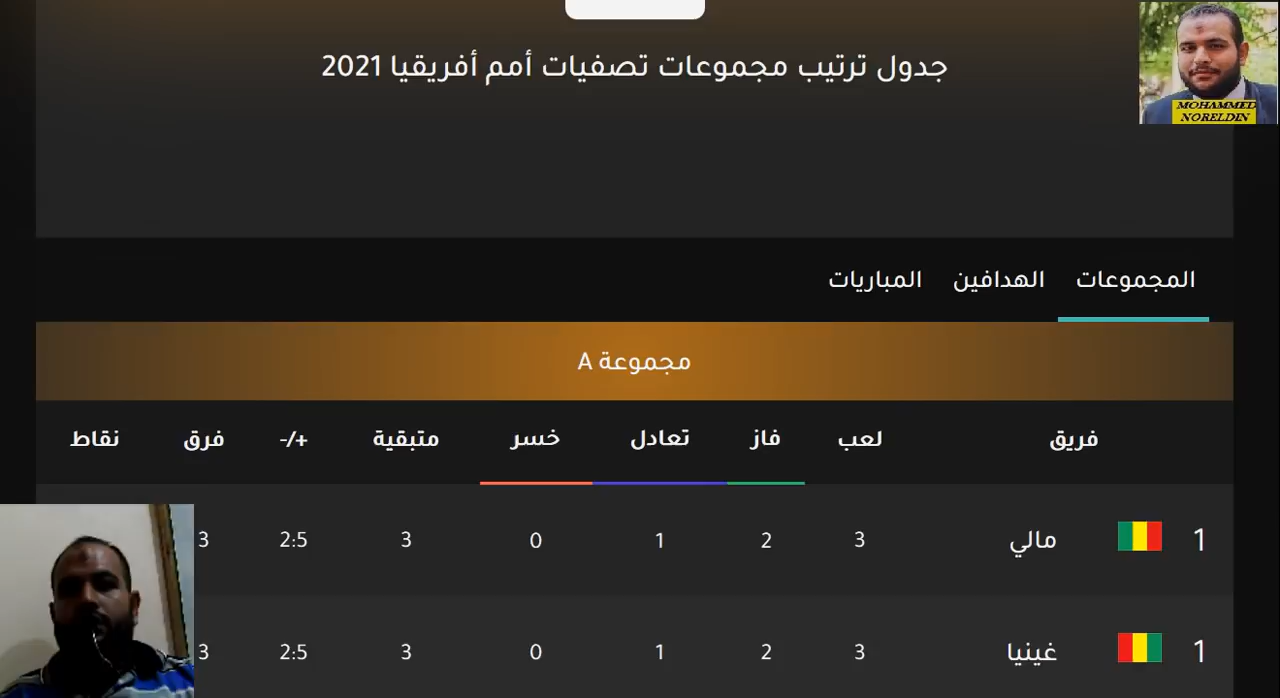 جدول ترتيب مجموعات تصفيات أمم أفريقيا 2021
MOHAMMED
NORELDIN
المجموعات الهدافين المباريات
مجموعة A
فريق لعب فاز تعادل خسر متبقية +/- فرق نقاط
1 مالي 3 2 1 0 3 2:5 3
1 غينيا 3 2 1 0 3 2:5 3